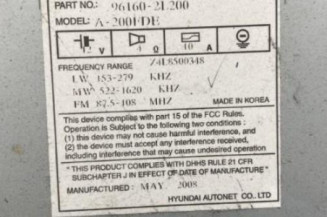 PART NO.: 96160-2L200
MODEL: A-200FDE
12 V 4 Ω 10 A
Z4L8500348
FREQUENCY RANGE
LW 153-279 KHZ
MW 522-1620 KHZ
FM 87.5-108 MHZ MADE IN KOREA
This device complies with part 15 of the FCC Rules.
Operation is Subject to the following two conditions :
(1) this device may not cause harmful interference, and
(2) the device must accept any interference received,
including interference that may cause undesired operation
* THIS PRODUCT COMPLIES WITH DHHS RULE 21 CFR
SUBCHAPTER J IN EFFECT OF DATE OF MANUFACTURE *
MANUFACTURED : MAY. 2008
HYUNDAI AUTONET CO., LTD